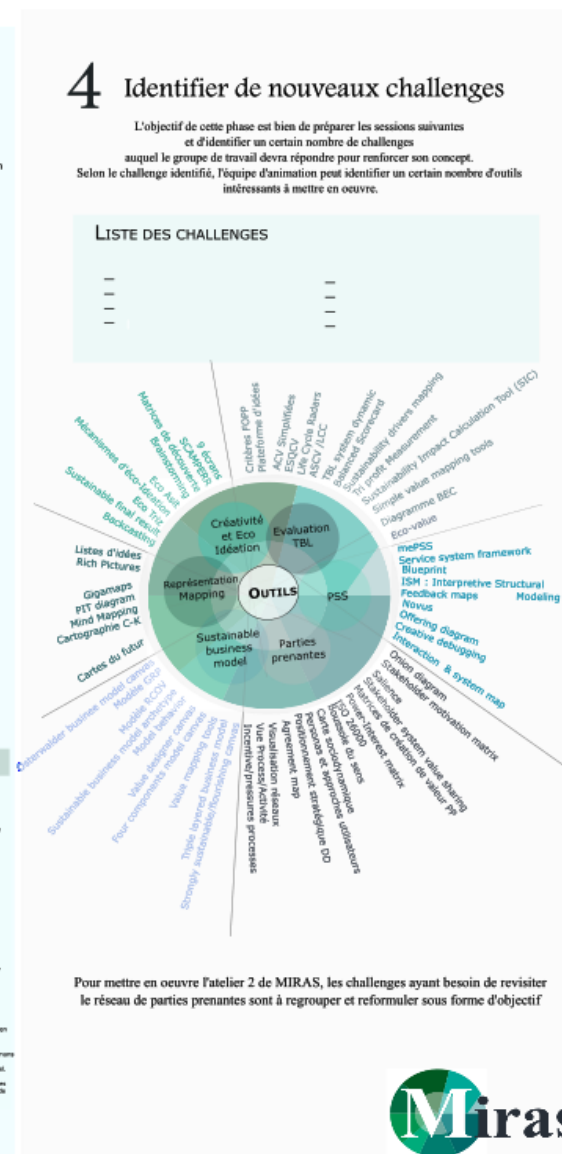 4 Identifier de nouveaux challenges
L'objectif de cette phase est bien de préparer les sessions suivantes
et d'identifier un certain nombre de challenges
auquel le groupe de travail devra répondre pour renforcer son concept.
Selon le challenge identifié, l'équipe d'animation peut identifier un certain nombre d'outils
intéressants à mettre en oeuvre.
LISTE DES CHALLENGES
–
–
–
–
–
–
–
–
9 écrans
SCAMPERR
Matrices de découverte
Brainstorming
Eco Asit
Mécanismes d'éco-Ideation
Eco Triz
Sustainable final result
Backcasting
Critères FOPP
Plateforme d'idées
ACV Simplifiées
ESQCV
Life Cycle Radars
ASCV /LCC
TBL system dynamic
Balanced Scorecard
Sustainability drivers mapping
Tri profit Measurement
Sustainability Impact Calculation Tool (SIC)
Simple value mapping tools
Diagramme BEC
Eco-value
mePSS
Service system framework
Blueprint
ISM : Interpretive Structural
Modeling
Feedback maps
Novus
Offering diagram
Creative debugging
Interaction & system map
Onion diagram
Stakeholder motivation matrix
Salience
Stakeholder system value sharing
Matrices de création de valeur PP
Power-Interest matrix
ISO 26000
Boussole du sens
Carte sociodynamique
Personas et approches utilisateurs
Positionnement stratégique DD
Agreement map
Visualisation réseaux
Vue Process/Activité
Incentive/pressures processes
Strongly sustainable/flourishing canvas
Triple layered business model
Value mapping tools
Four components model canvas
Value designer canvas
Model behavior
Sustainable business model archetype
Modèle RCOV
Modèle GRP
business model canvas
Cartes du futur
Cartographie C-K
Mind Mapping
PIT diagram
Gigamaps
Rich Pictures
Listes d'idées
Créativité
et Eco
Idéation
Evaluation
TBL
Représentation
Mapping
OUTILS
PSS
Sustainable
business
model
Parties
prenantes
Pour mettre en oeuvre l'atelier 2 de MIRAS, les challenges ayant besoin de revisiter
le réseau de parties prenantes sont à regrouper et reformuler sous forme d'objectif
Miras